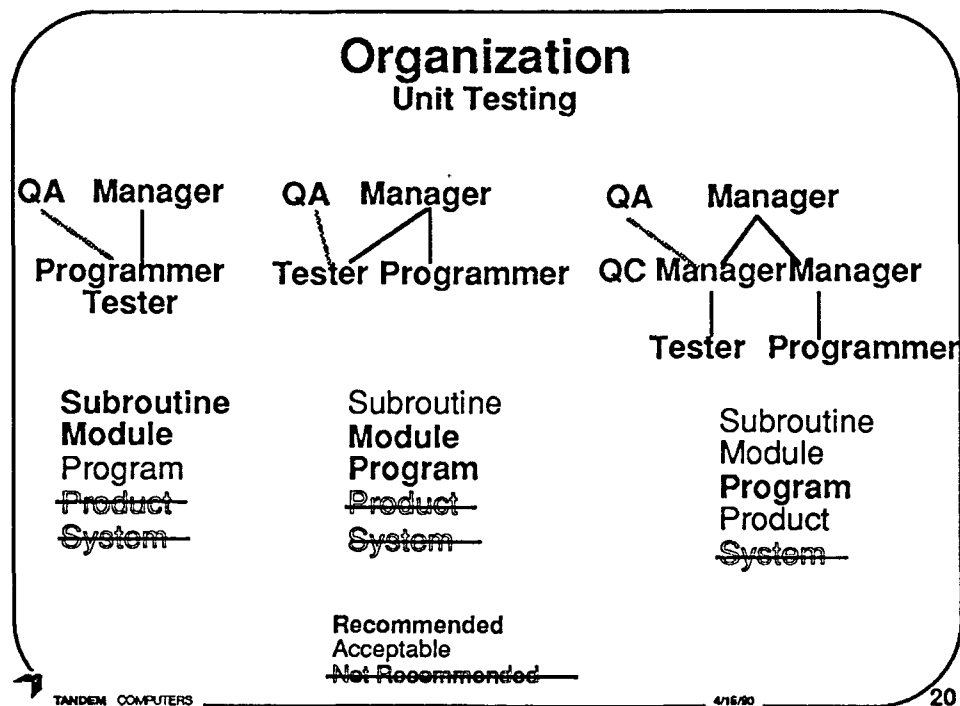 Organization
Unit Testing
QA Manager
Programmer
Tester
Subroutine
Module
Program
Product
System
QA Manager
Tester Programmer
Subroutine
Module
Program
Product
System
QA Manager
QC Manager Manager
Tester Programmer
Subroutine
Module
Program
Product
System
Recommended
Acceptable
Not Recommended
TANDEM COMPUTERS 4/16/90 20